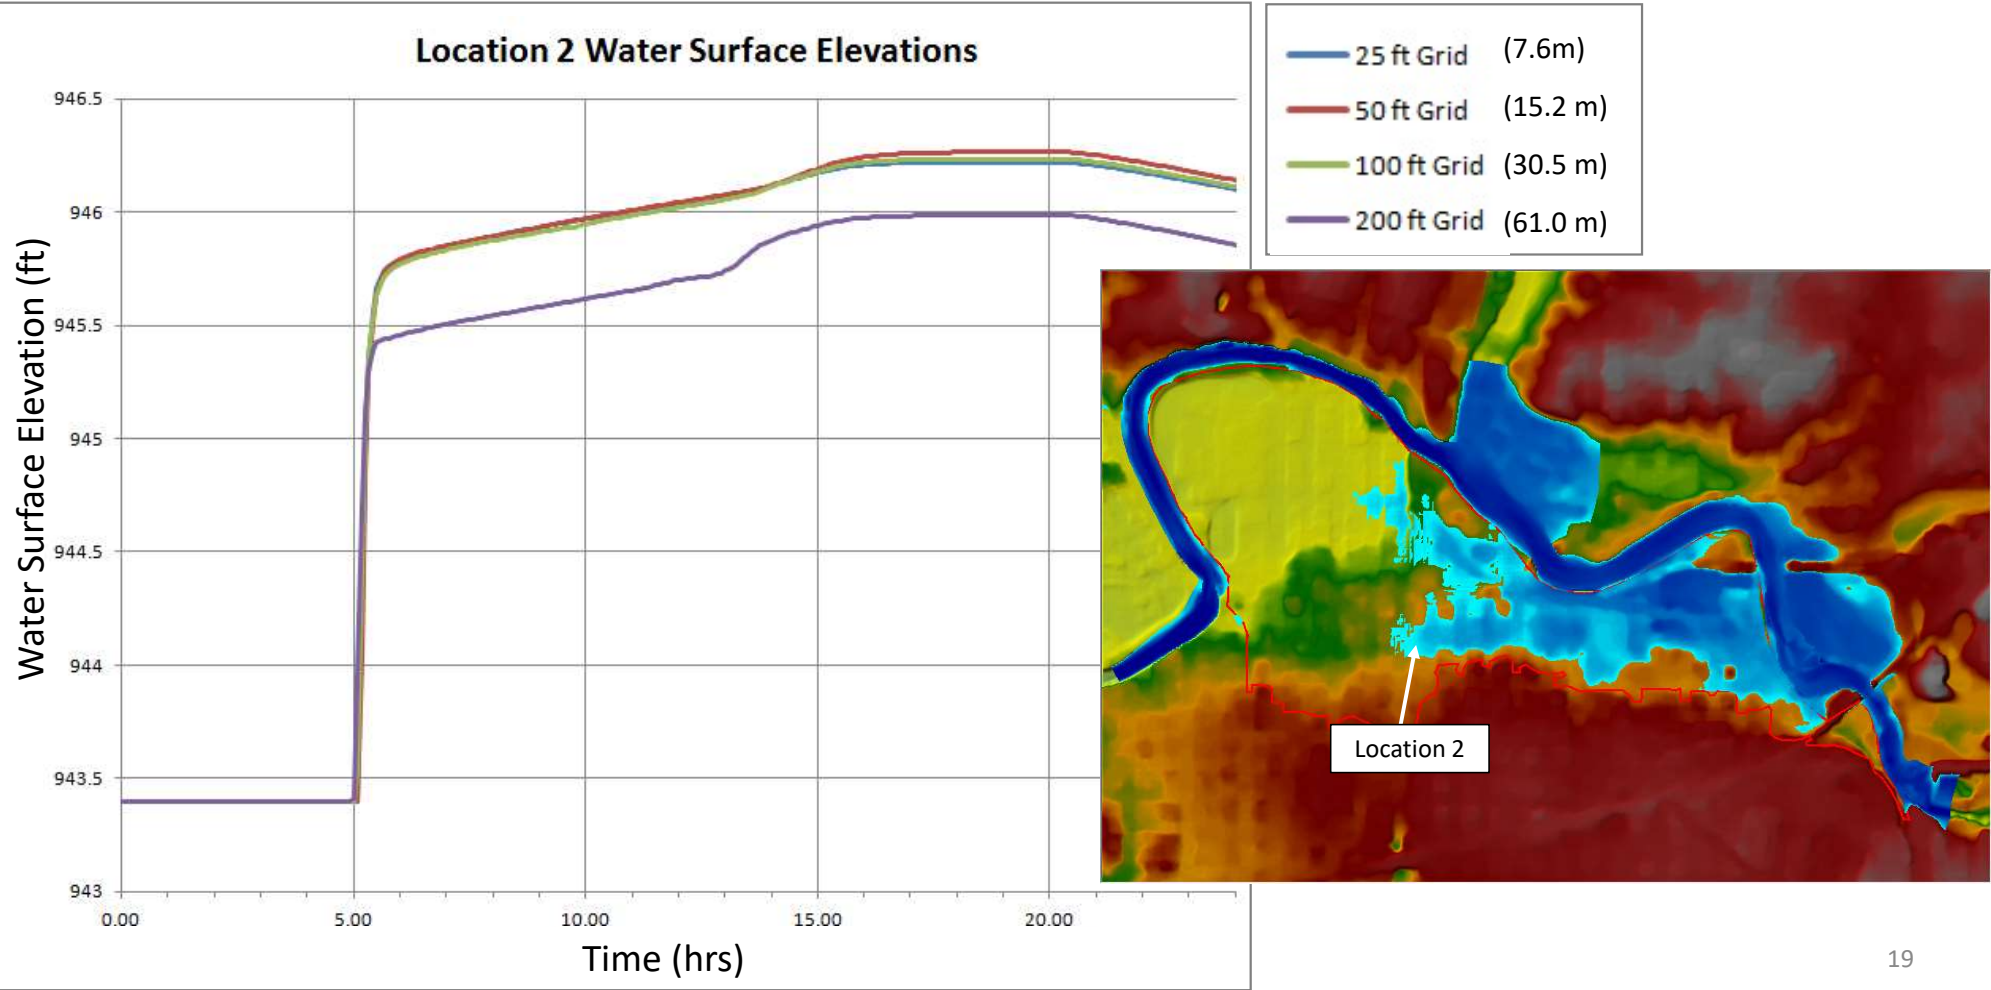 Location 2 Water Surface Elevations
Water Surface Elevation (ft)
946.5
946
945.5
945
944.5
944
943.5
943
0.00 5.00 10.00 15.00 20.00
Time (hrs)
25 ft Grid (7.6m)
50 ft Grid (15.2 m)
100 ft Grid (30.5 m)
200 ft Grid (61.0 m)
Location 2
19